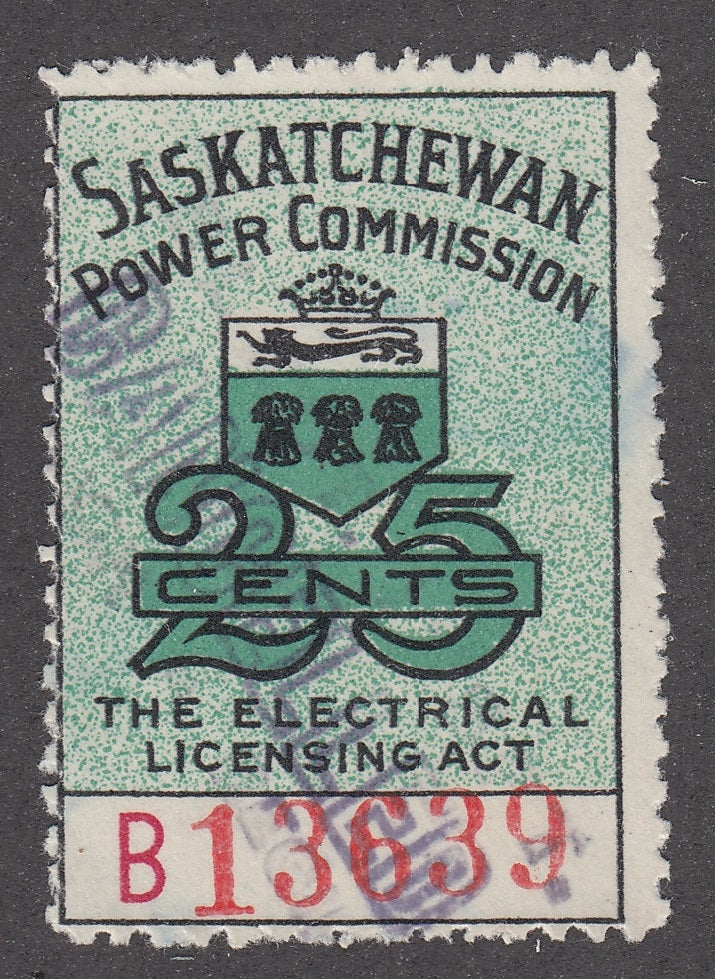 SASKATCHEWAN
POWER COMMISSION
25
CENTS
THE ELECTRICAL
LICENSING ACT
B 13639